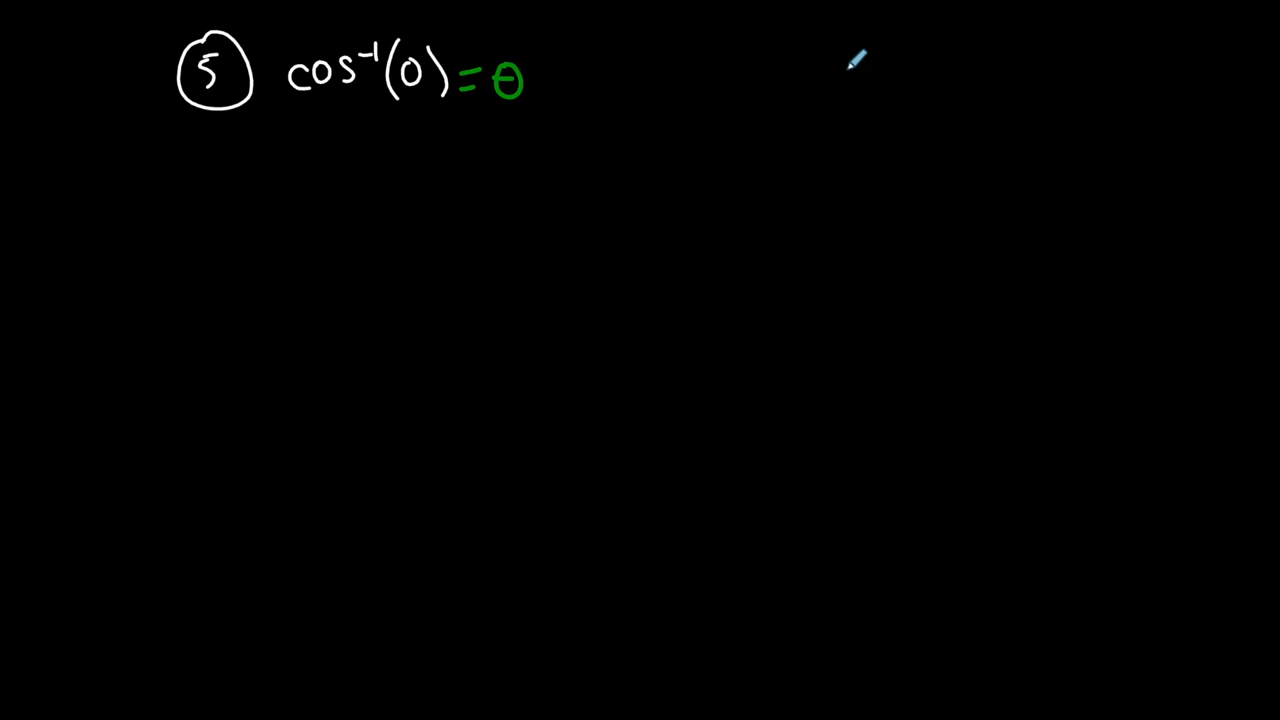 ⑤ cos⁻¹(0) = θ